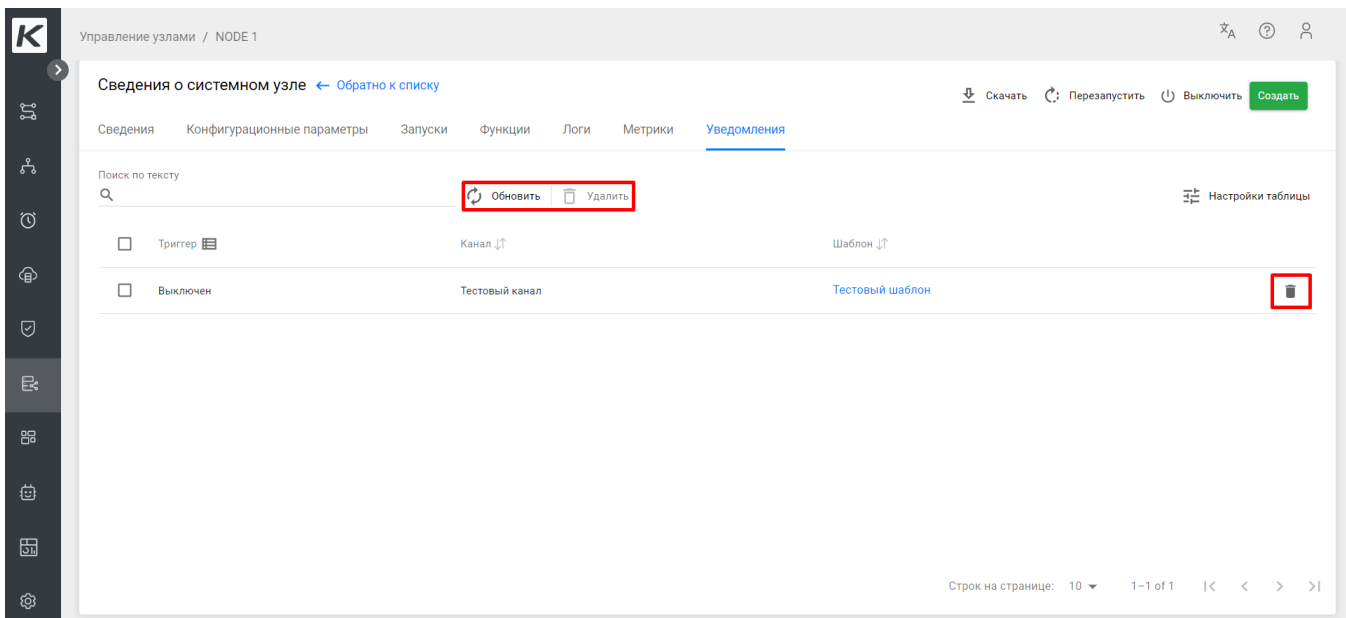 K
Управление узлами / NODE 1
Сведения о системном узле ← Обратно к списку
Скачать Перезапустить Выключить Создать
Сведения Конфигурационные параметры Запуски Функции Логи Метрики Уведомления
Поиск по тексту
Обновить Удалить Настройки таблицы
Триггер Канал Шаблон
Выключен Тестовый канал Тестовый шаблон
Строк на странице: 10 1–1 of 1